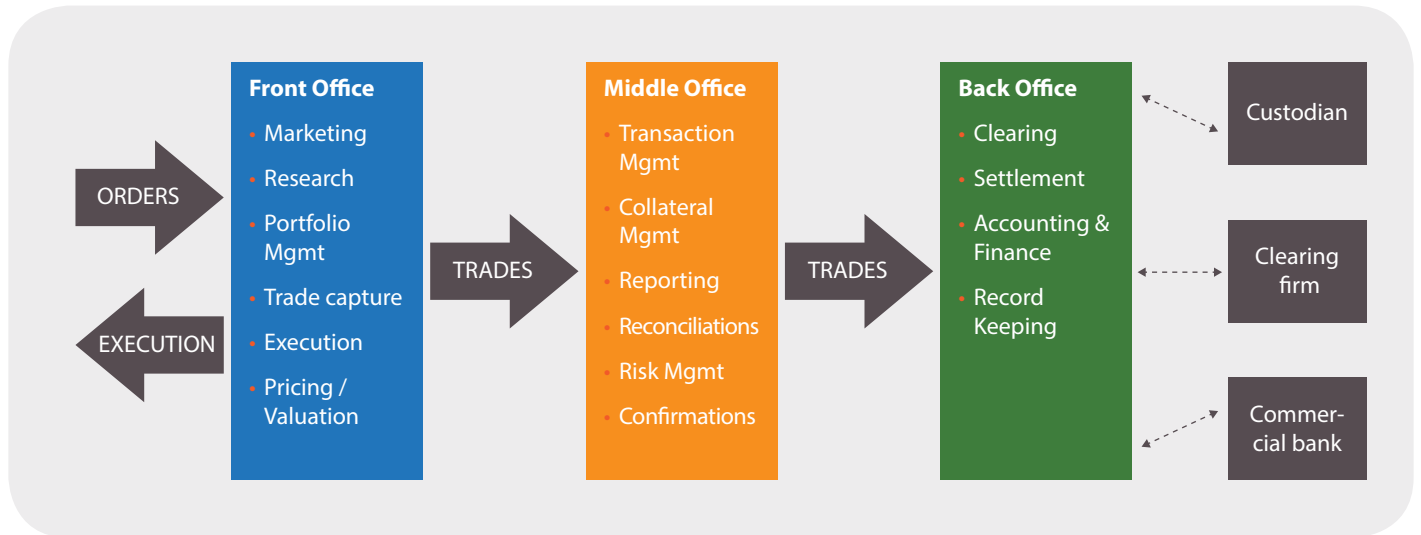 ORDERS
EXECUTION
Front Office
• Marketing
• Research
• Portfolio
Mgmt
• Trade capture
• Execution
• Pricing /
Valuation
TRADES
Middle Office
• Transaction
Mgmt
• Collateral
Mgmt
• Reporting
• Reconciliations
• Risk Mgmt
• Confirmations
TRADES
Back Office
• Clearing
• Settlement
• Accounting &
Finance
• Record
Keeping
Custodian
Clearing
firm
Commer-
cial bank